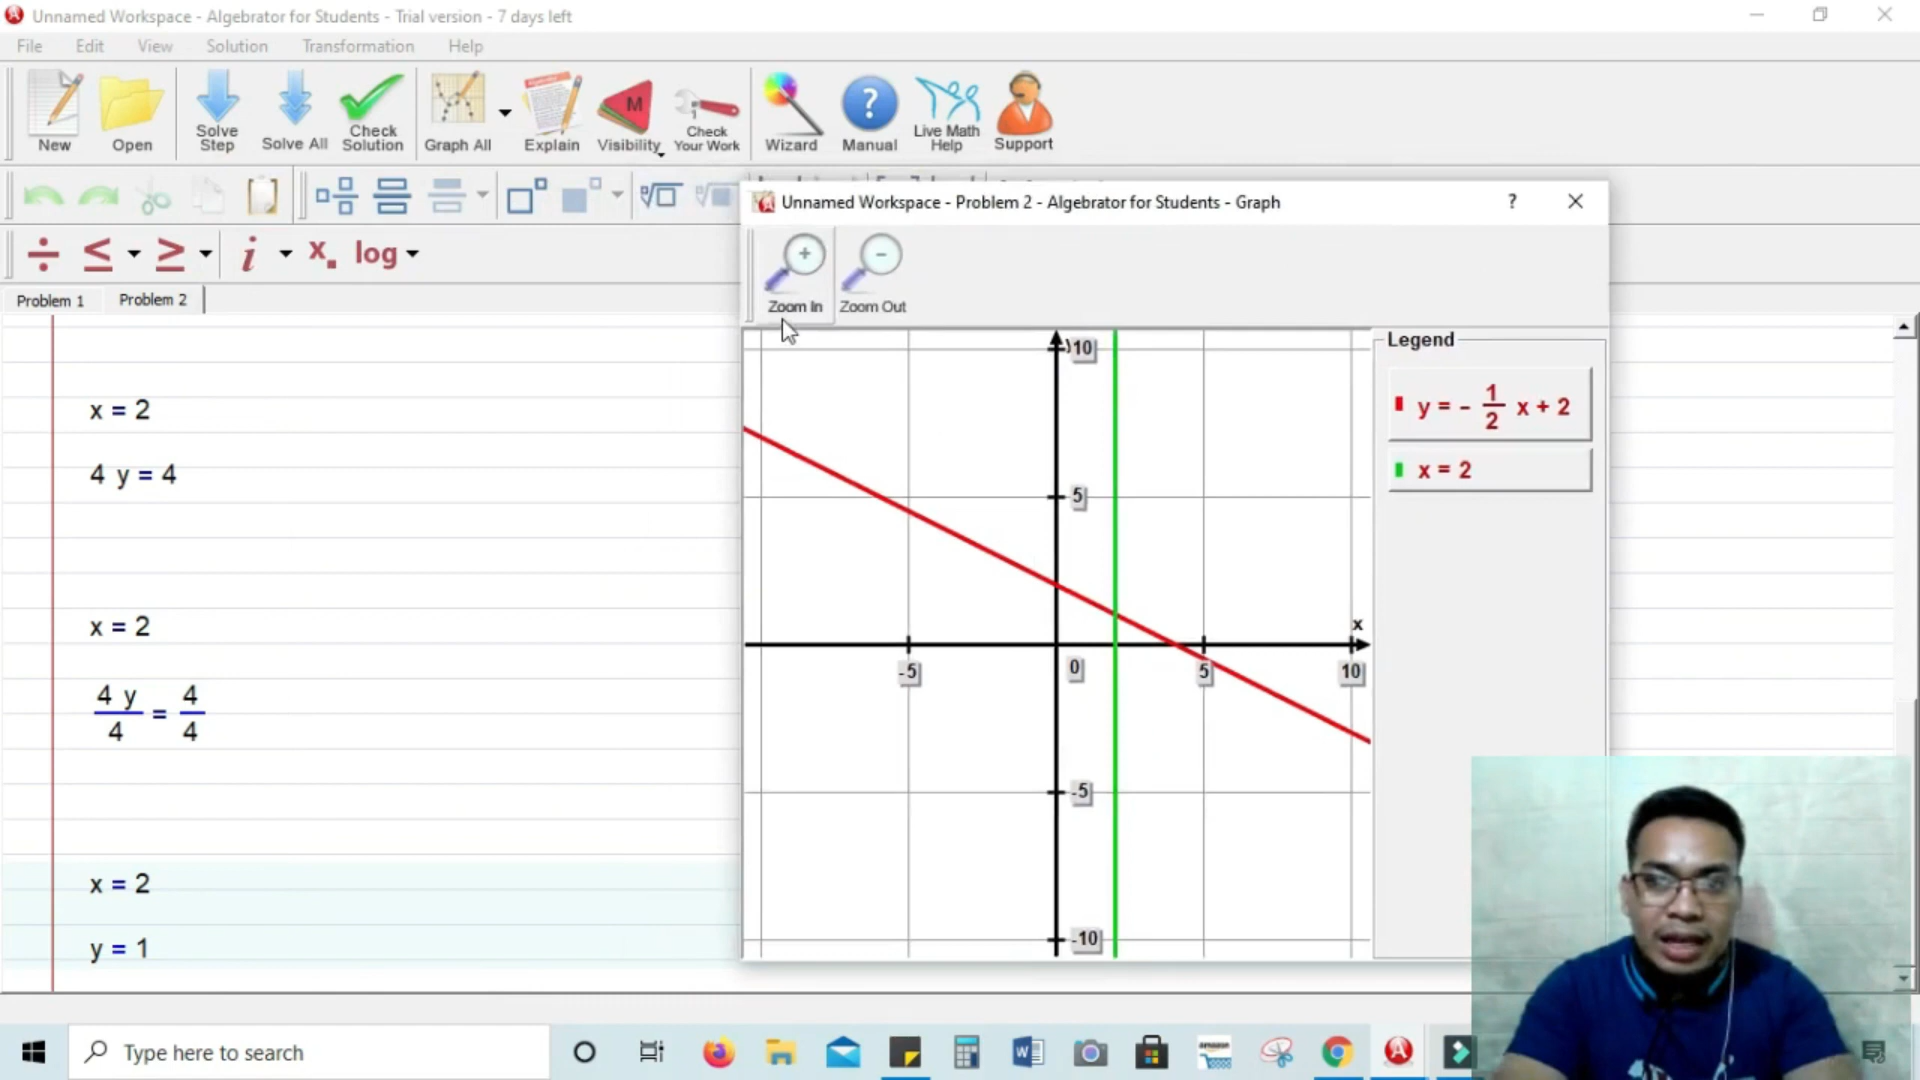 Unnamed Workspace - Algebrator for Students - Trial version - 7 days left
File Edit View Solution Transformation Help
New Open Solve Step Solve All Check Solution Graph All Explain M Visibility Check Your Work Wizard ? Manual Live Math Help Support
÷ ≤ ≥ i x. log
Problem 1 Problem 2
x = 2
4 y = 4
x = 2
4 y / 4 = 4 / 4
x = 2
y = 1
Unnamed Workspace - Problem 2 - Algebrator for Students - Graph ?
Zoom In Zoom Out
10
5
x
-5 0 5 10
-5
-10
Legend
y = - 1/2 x + 2
x = 2
Type here to search
amazon